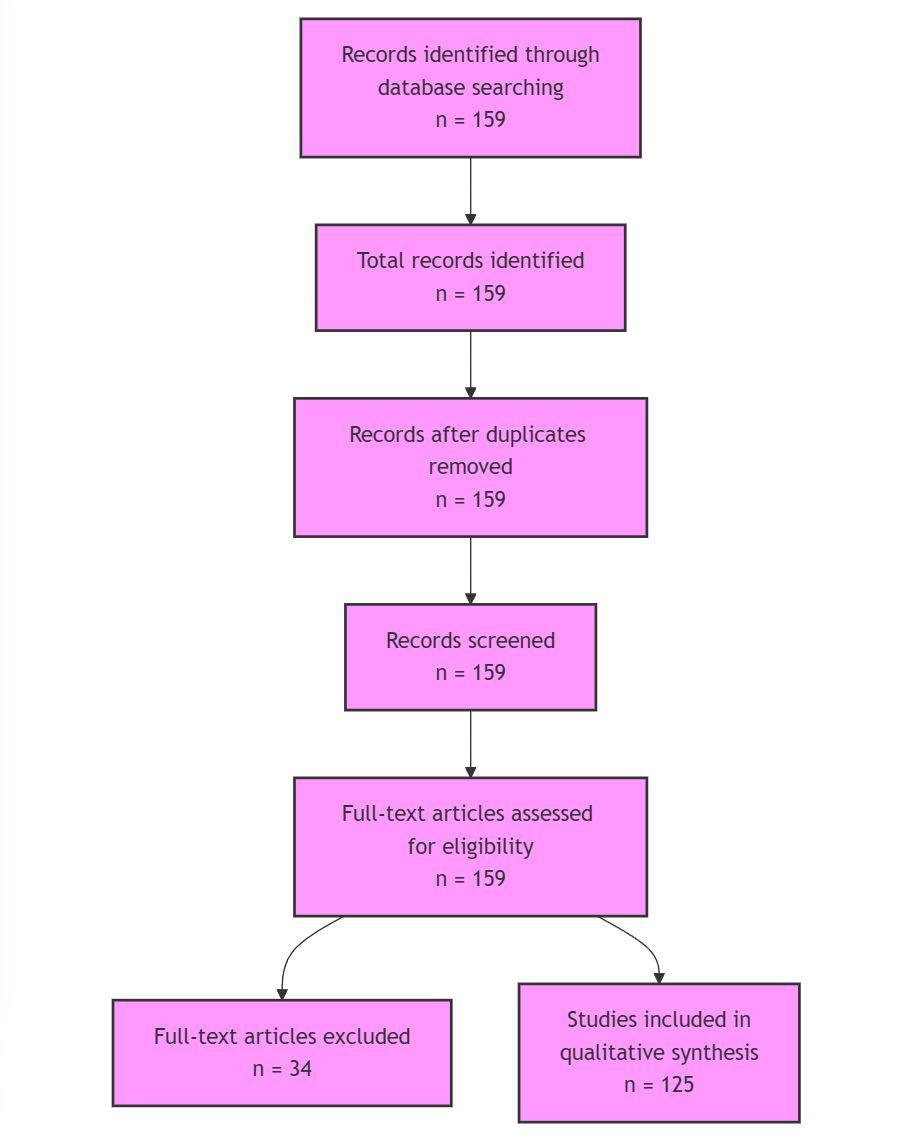 Records identified through
database searching
n = 159
Total records identified
n = 159
Records after duplicates
removed
n = 159
Records screened
n = 159
Full-text articles assessed
for eligibility
n = 159
Full-text articles excluded
n = 34
Studies included in
qualitative synthesis
n = 125